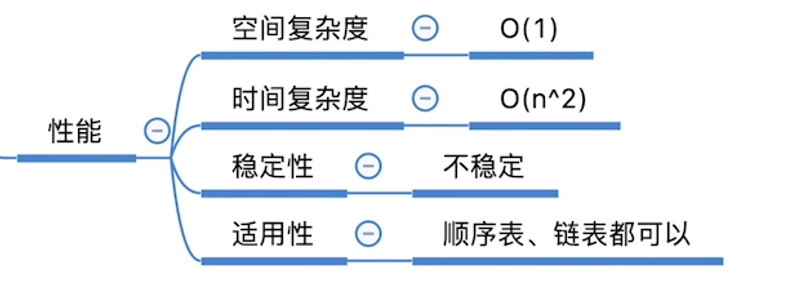 空间复杂度 O(1)
时间复杂度 O(n^2)
性能
稳定性 不稳定
适用性 顺序表、链表都可以